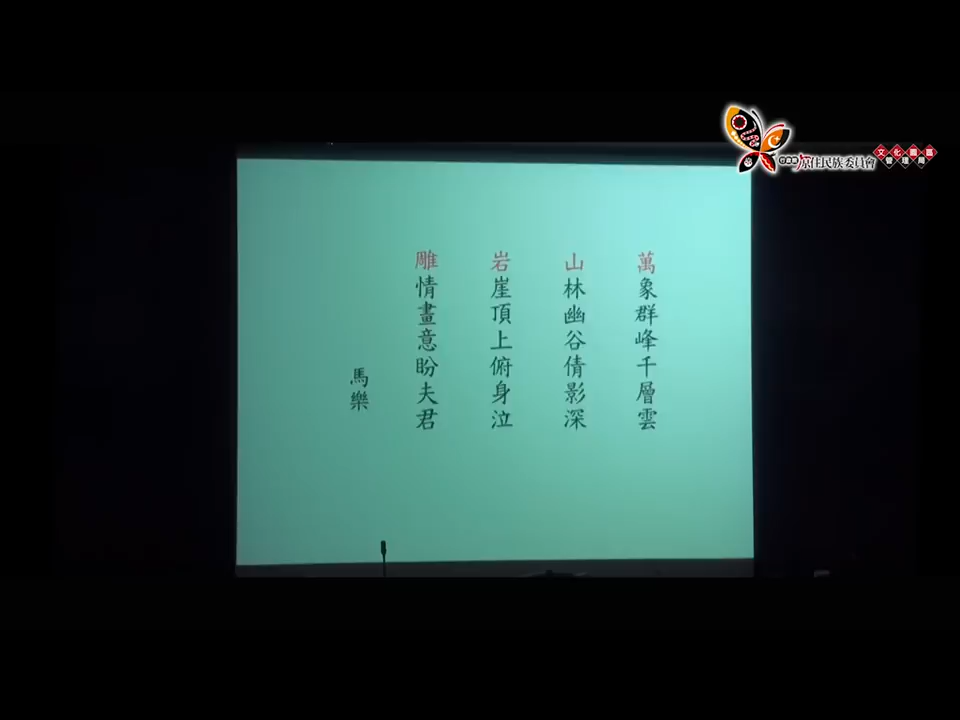 萬象群峰千層雲
山林幽谷倩影深
岩崖頂上俯身泣
雕情畫意盼夫君
馬樂
原住民族委員會
文化園區
管理局